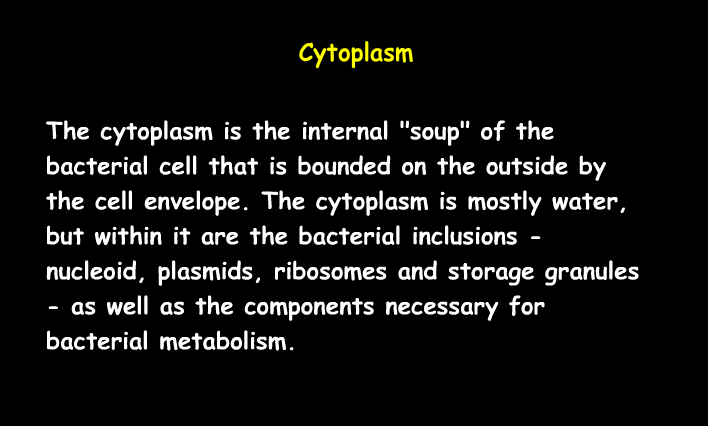 Cytoplasm
The cytoplasm is the internal "soup" of the
bacterial cell that is bounded on the outside by
the cell envelope. The cytoplasm is mostly water,
but within it are the bacterial inclusions -
nucleoid, plasmids, ribosomes and storage granules
- as well as the components necessary for
bacterial metabolism.